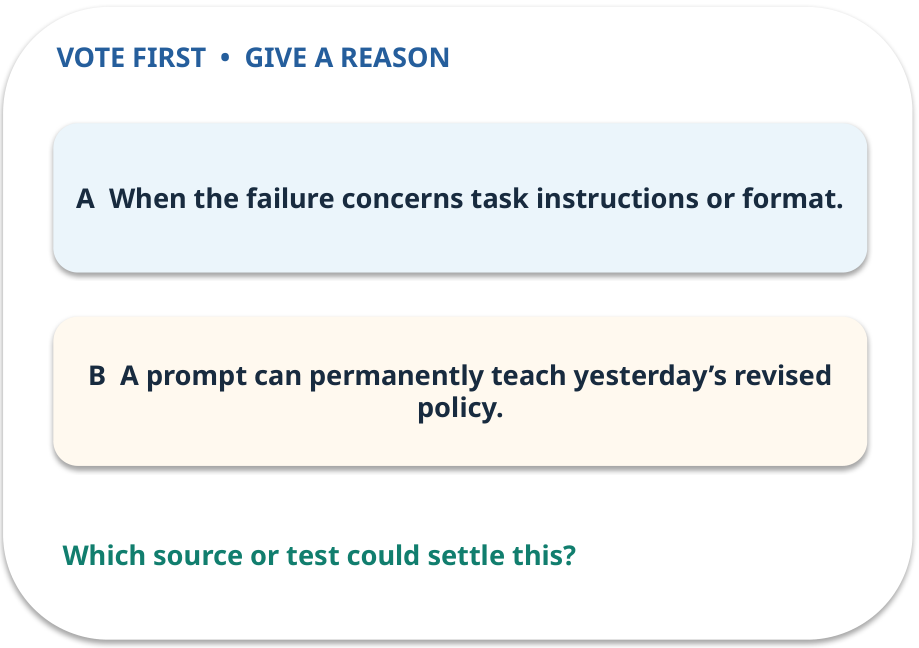 VOTE FIRST • GIVE A REASON
A When the failure concerns task instructions or format.
B A prompt can permanently teach yesterday’s revised
policy.
Which source or test could settle this?